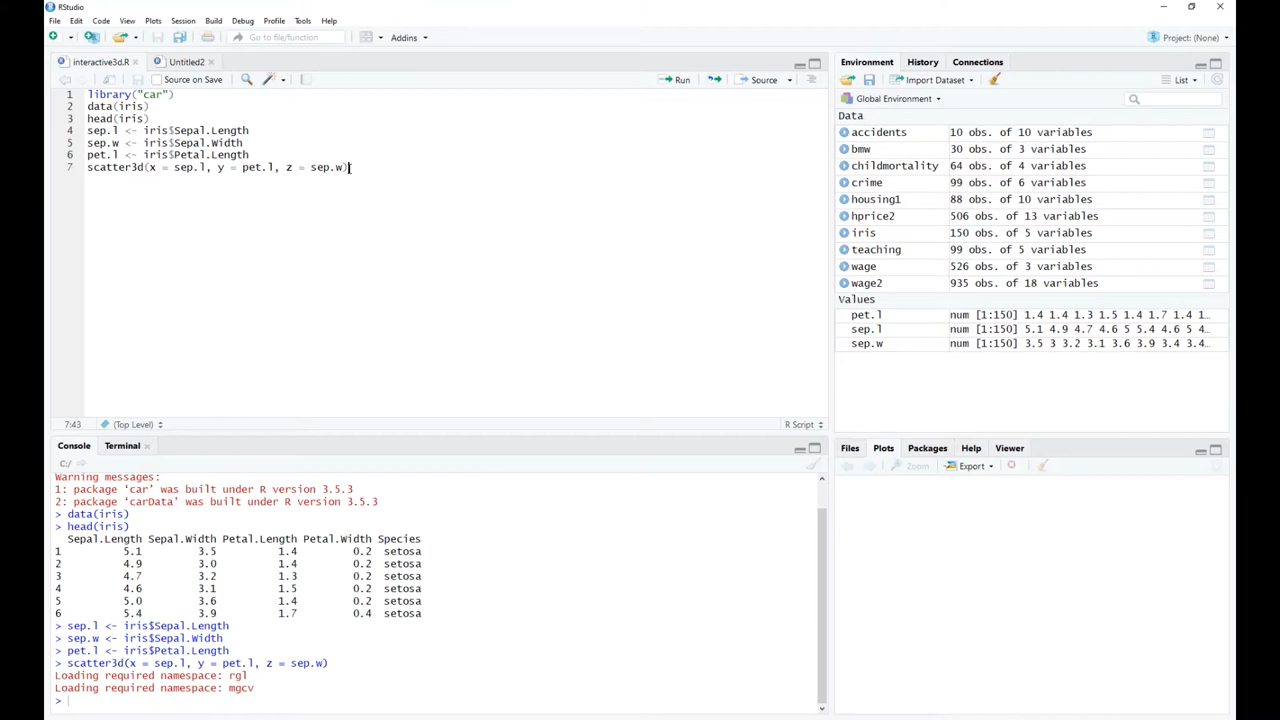 RStudio
File Edit Code View Plots Session Build Debug Profile Tools Help
Go to file/function Addins Project: (None)
interactive3d.R Untitled2
Source on Save Run Source
1 library("car")
2 data(iris)
3 head(iris)
4 sep.l <- iris$Sepal.Length
5 sep.w <- iris$Sepal.Width
6 pet.l <- iris$Petal.Length
7 scatter3d(x = sep.l, y = pet.l, z = sep.w)
7:43 (Top Level) R Script
Console Terminal
C:/
Warning messages:
1: package ‘car’ was built under R version 3.5.3
2: package ‘carData’ was built under R version 3.5.3
> data(iris)
> head(iris)
Sepal.Length Sepal.Width Petal.Length Petal.Width Species
1 5.1 3.5 1.4 0.2 setosa
2 4.9 3.0 1.4 0.2 setosa
3 4.7 3.2 1.3 0.2 setosa
4 4.6 3.1 1.5 0.2 setosa
5 5.0 3.6 1.4 0.2 setosa
6 5.4 3.9 1.7 0.4 setosa
> sep.l <- iris$Sepal.Length
> sep.w <- iris$Sepal.Width
> pet.l <- iris$Petal.Length
> scatter3d(x = sep.l, y = pet.l, z = sep.w)
Loading required namespace: rgl
Loading required namespace: mgcv
>
Environment History Connections
Import Dataset List
Global Environment
Data
accidents 10 obs. of 10 variables
bmw 30 obs. of 3 variables
childmortality 64 obs. of 4 variables
crime 99 obs. of 6 variables
housing1 88 obs. of 10 variables
hprice2 506 obs. of 13 variables
iris 150 obs. of 5 variables
teaching 99 obs. of 5 variables
wage 526 obs. of 3 variables
wage2 935 obs. of 18 variables
Values
pet.l num [1:150] 1.4 1.4 1.3 1.5 1.4 1.7 1.4 1…
sep.l num [1:150] 5.1 4.9 4.7 4.6 5 5.4 4.6 5 4…
sep.w num [1:150] 3.5 3 3.2 3.1 3.6 3.9 3.4 3.4…
Files Plots Packages Help Viewer
Zoom Export